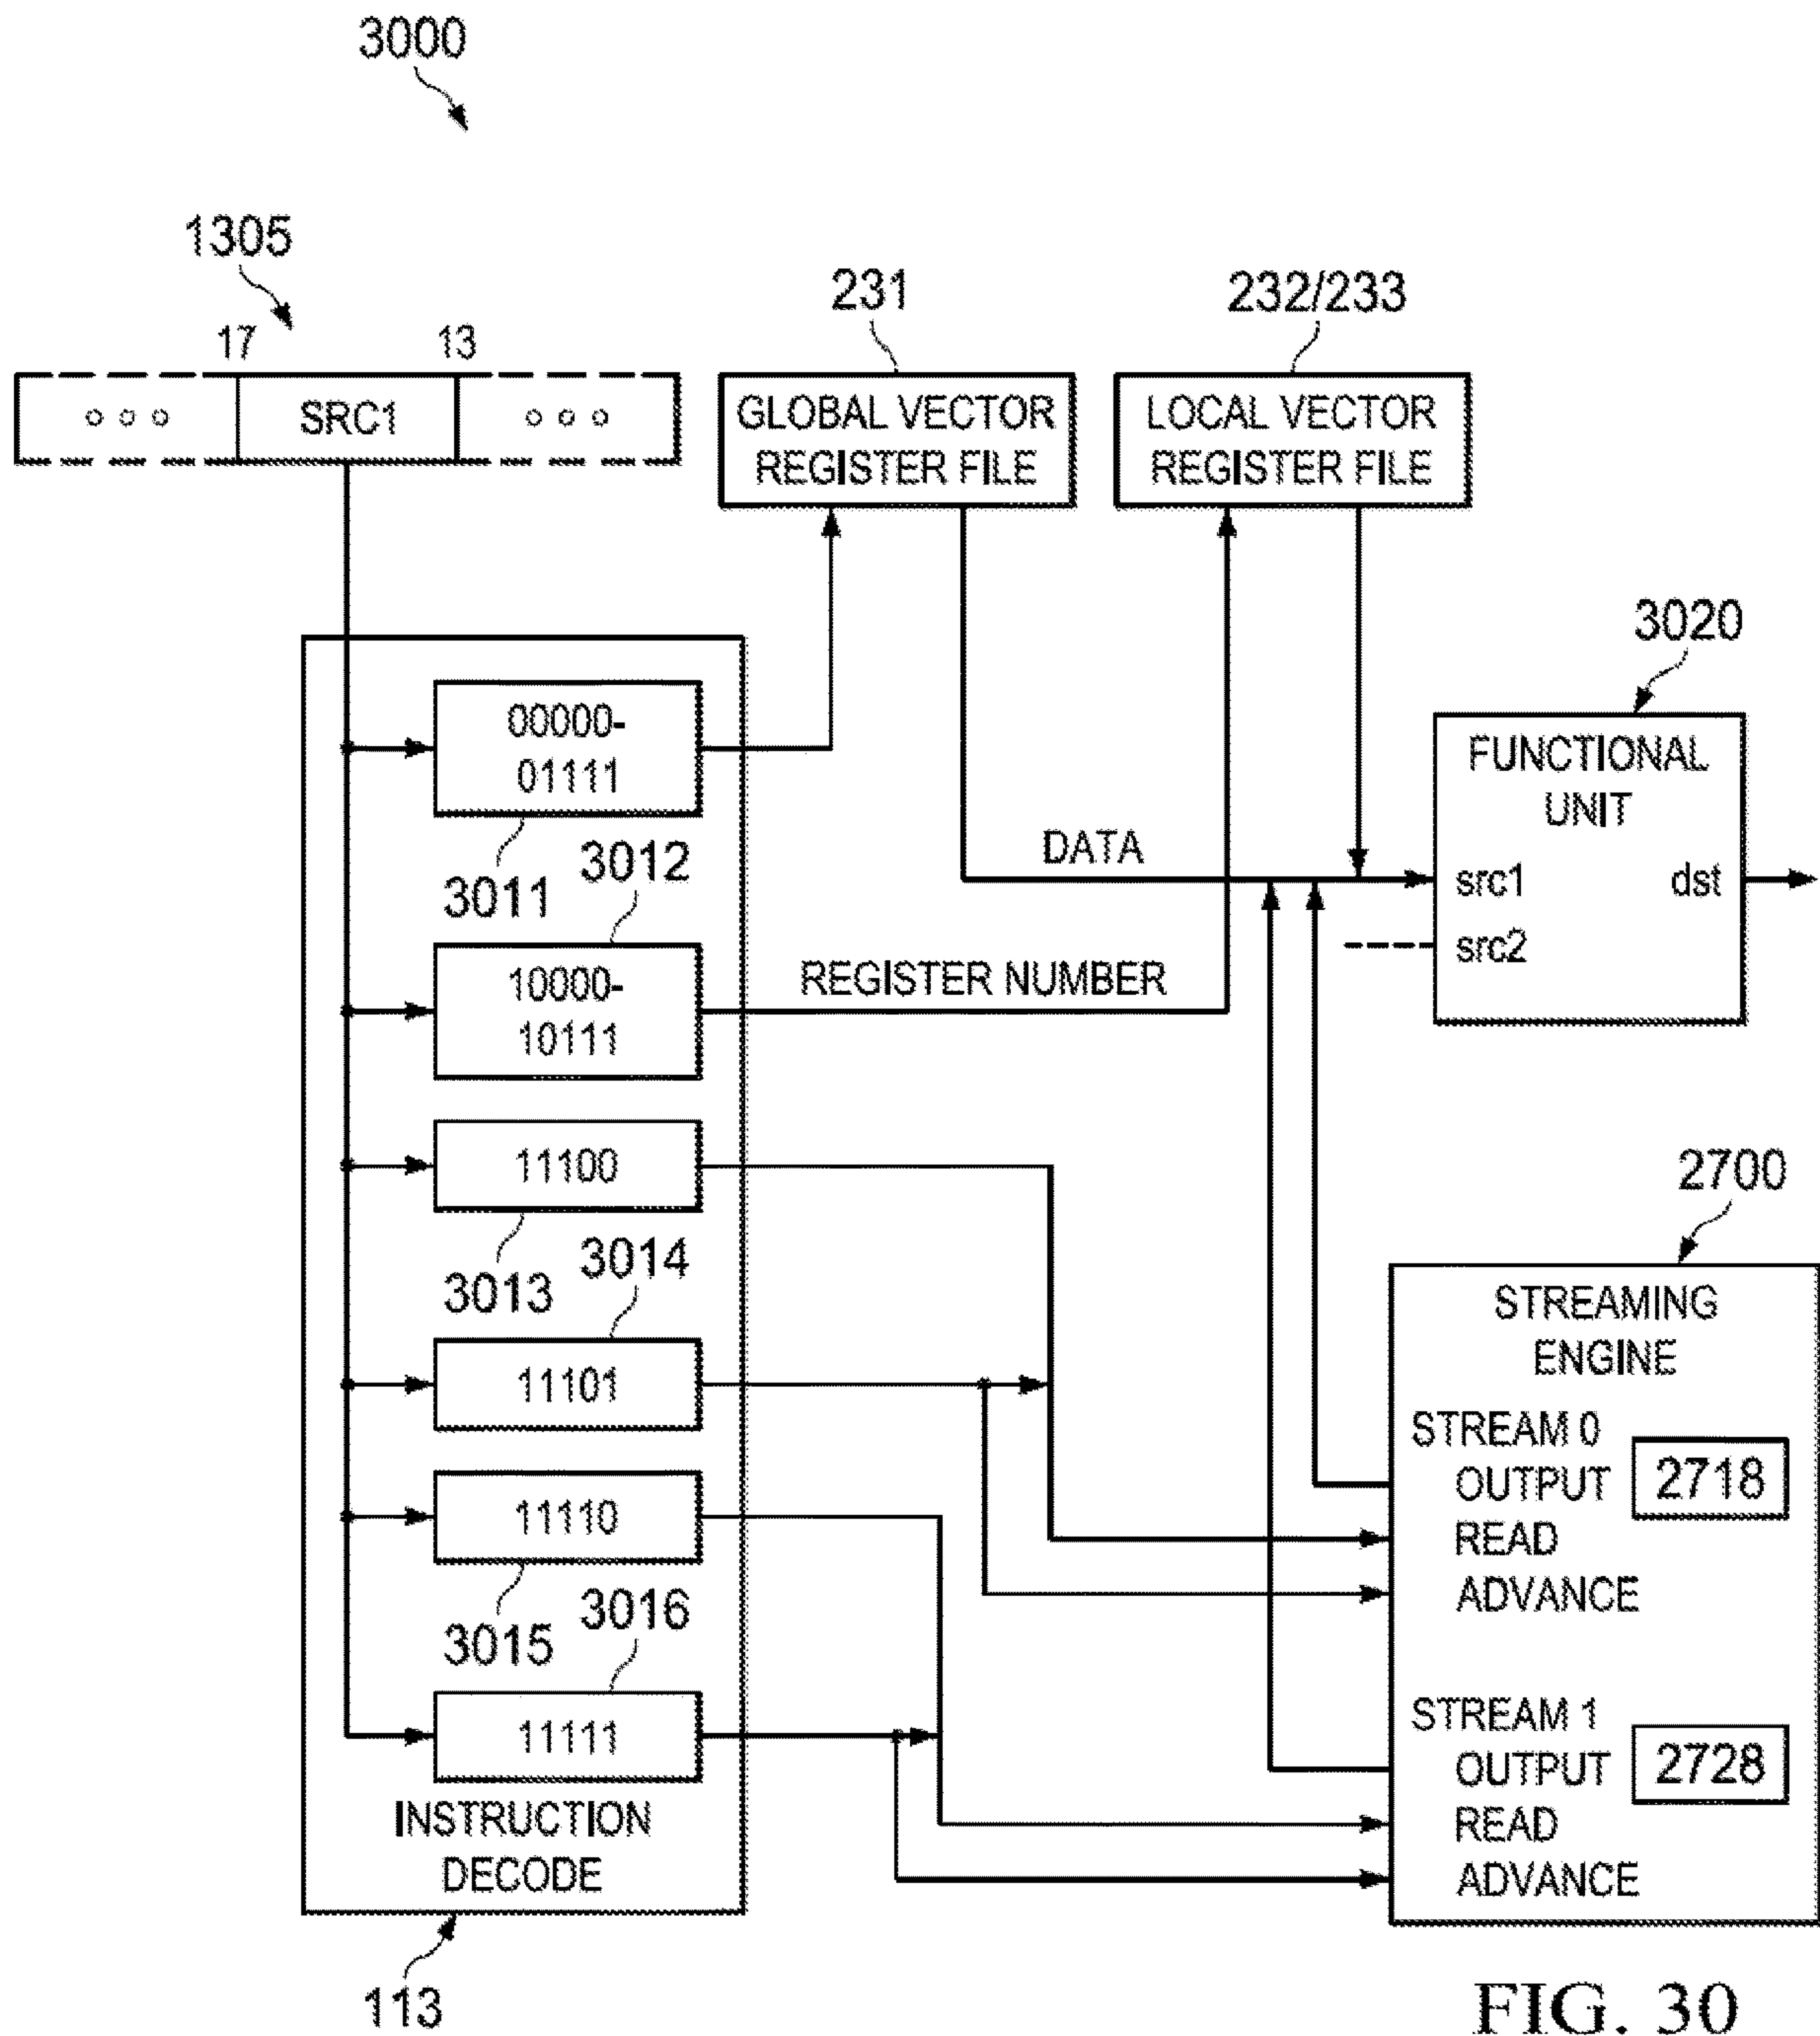 3000
1305
231
232/233
17
13
o o o
SRC1
o o o
GLOBAL VECTOR
REGISTER FILE
LOCAL VECTOR
REGISTER FILE
3020
00000-
01111
FUNCTIONAL
UNIT
DATA
3012
3011
src1
dst
src2
10000-
10111
REGISTER NUMBER
11100
2700
3014
3013
STREAMING
ENGINE
11101
STREAM 0
OUTPUT
2718
11110
READ
ADVANCE
3016
3015
STREAM 1
11111
OUTPUT
2728
INSTRUCTION
DECODE
READ
ADVANCE
113
FIG. 30